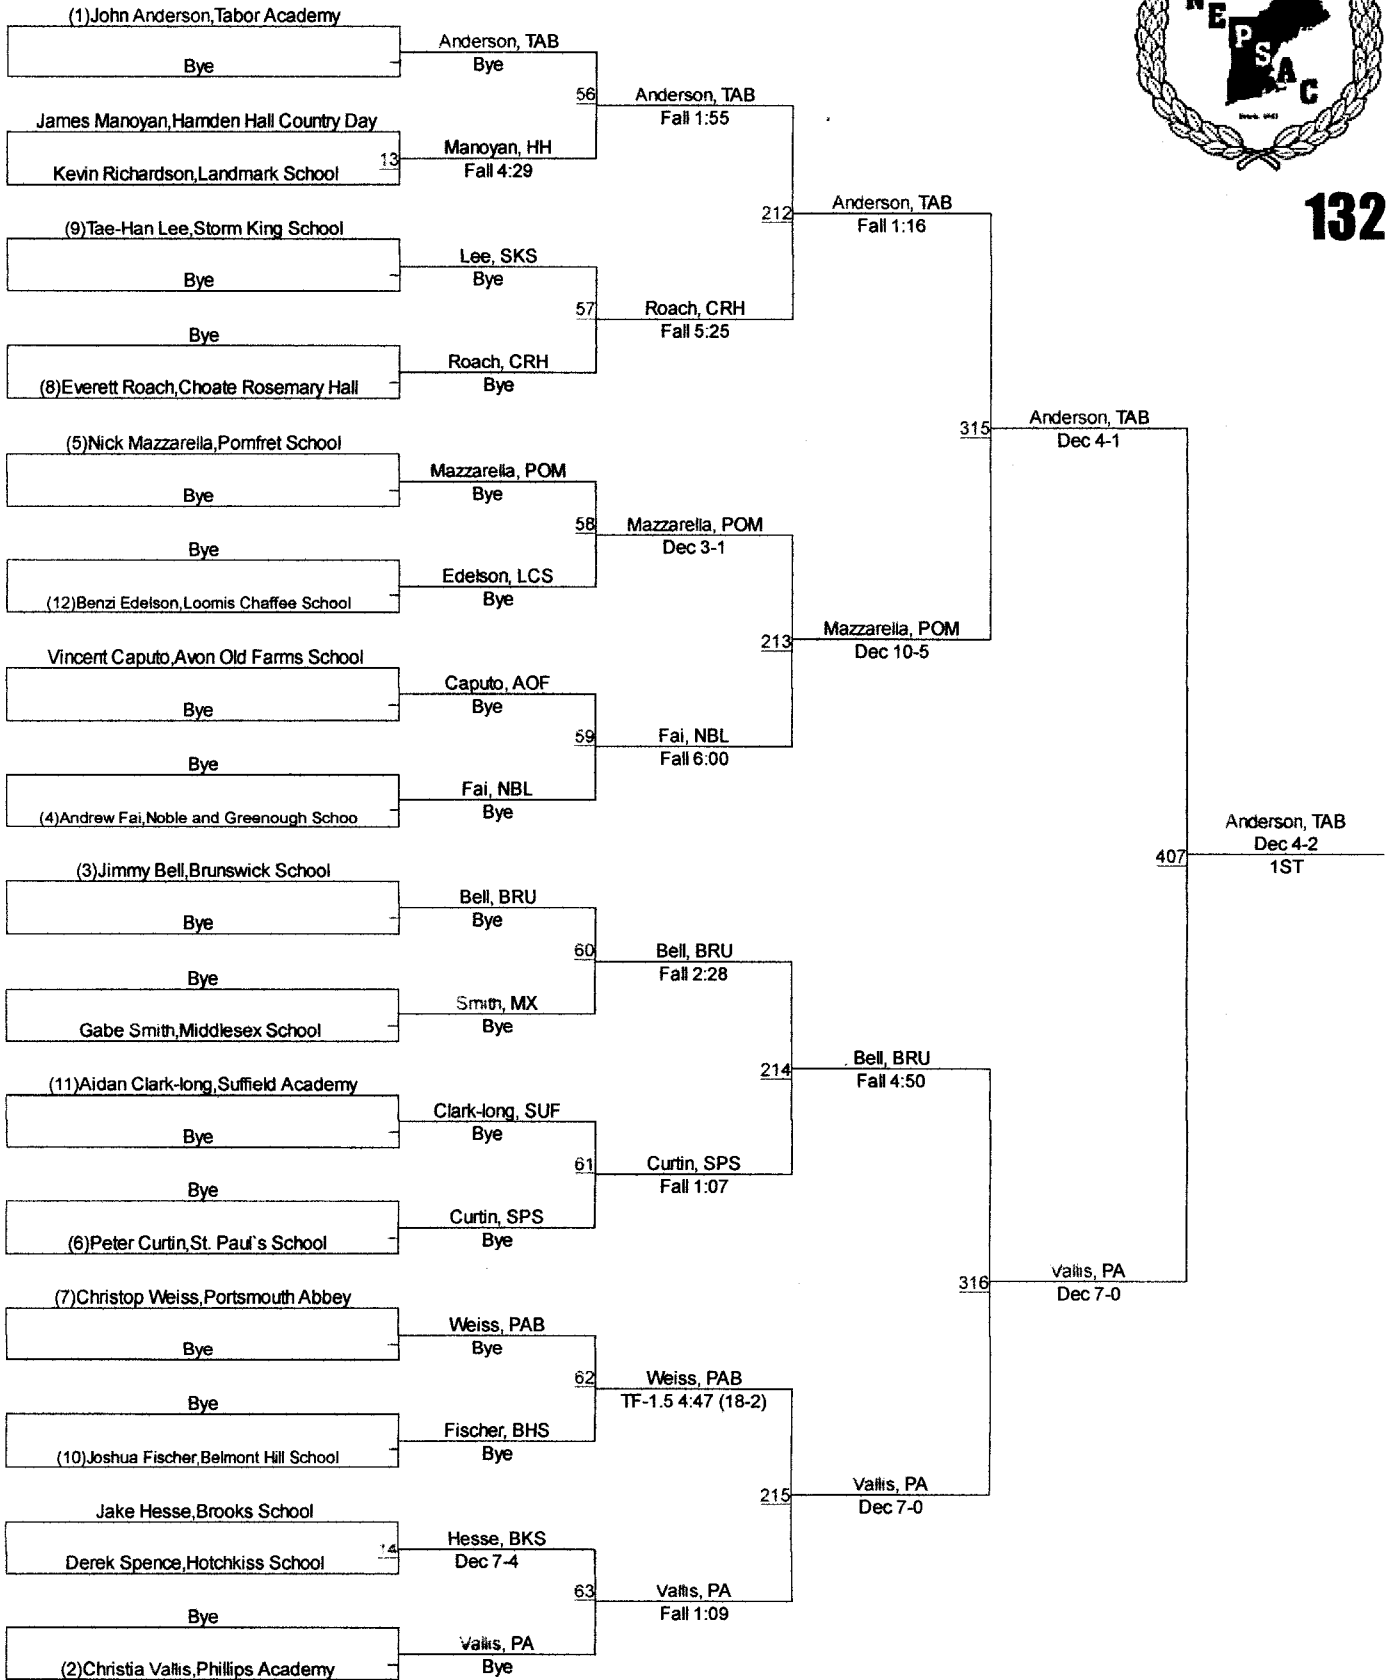 (1)John Anderson,Tabor Academy
Bye
Anderson, TAB
Bye
56
James Manoyan,Hamden Hall Country Day
Kevin Richardson,Landmark School
13
Manoyan, HH
Fall 4:29
Anderson, TAB
Fall 1:55
(9)Tae-Han Lee,Storm King School
Bye
Lee, SKS
Bye
57
Bye
(8)Everett Roach,Choate Rosemary Hall
Roach, CRH
Bye
Roach, CRH
Fall 5:25
212
Anderson, TAB
Fall 1:16
(5)Nick Mazzarella,Pomfret School
Bye
Mazzarella, POM
Bye
58
Bye
(12)Benzi Edelson,Loomis Chaffee School
Edelson, LCS
Bye
Mazzarella, POM
Dec 3-1
Vincent Caputo,Avon Old Farms School
Bye
Caputo, AOF
Bye
59
Bye
(4)Andrew Fai,Noble and Greenough Schoo
Fai, NBL
Bye
Fai, NBL
Fall 6:00
213
Mazzarella, POM
Dec 10-5
315
Anderson, TAB
Dec 4-1
(3)Jimmy Bell,Brunswick School
Bye
Bell, BRU
Bye
60
Bye
Gabe Smith,Middlesex School
Smith, MX
Bye
Bell, BRU
Fall 2:28
(11)Aidan Clark-long,Suffield Academy
Bye
Clark-long, SUF
Bye
61
Bye
(6)Peter Curtin,St. Paul`s School
Curtin, SPS
Bye
Curtin, SPS
Fall 1:07
214
Bell, BRU
Fall 4:50
(7)Christop Weiss,Portsmouth Abbey
Bye
Weiss, PAB
Bye
62
Bye
(10)Joshua Fischer,Belmont Hill School
Fischer, BHS
Bye
Weiss, PAB
TF-1.5 4:47 (18-2)
Jake Hesse,Brooks School
Derek Spence,Hotchkiss School
14
Hesse, BKS
Dec 7-4
63
Bye
(2)Christia Vallis,Phillips Academy
Vallis, PA
Bye
Vallis, PA
Fall 1:09
215
Vallis, PA
Dec 7-0
316
Vallis, PA
Dec 7-0
407
Anderson, TAB
Dec 4-2
1ST
NEPSAC
132